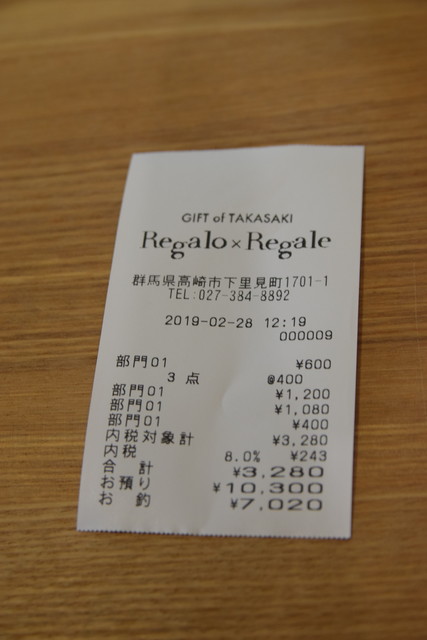 GIFT of TAKASAKI
Regalo × Regale
群馬県高崎市下里見町1701-1
TEL:027-384-8892
2019-02-28 12:19
000009
部門01 ¥600
3 点 @400
部門01 ¥1,200
部門01 ¥1,080
部門01 ¥400
内税対象計 ¥3,280
内税 8.0% ¥243
合 計 ¥3,280
お預り ¥10,300
お 釣 ¥7,020